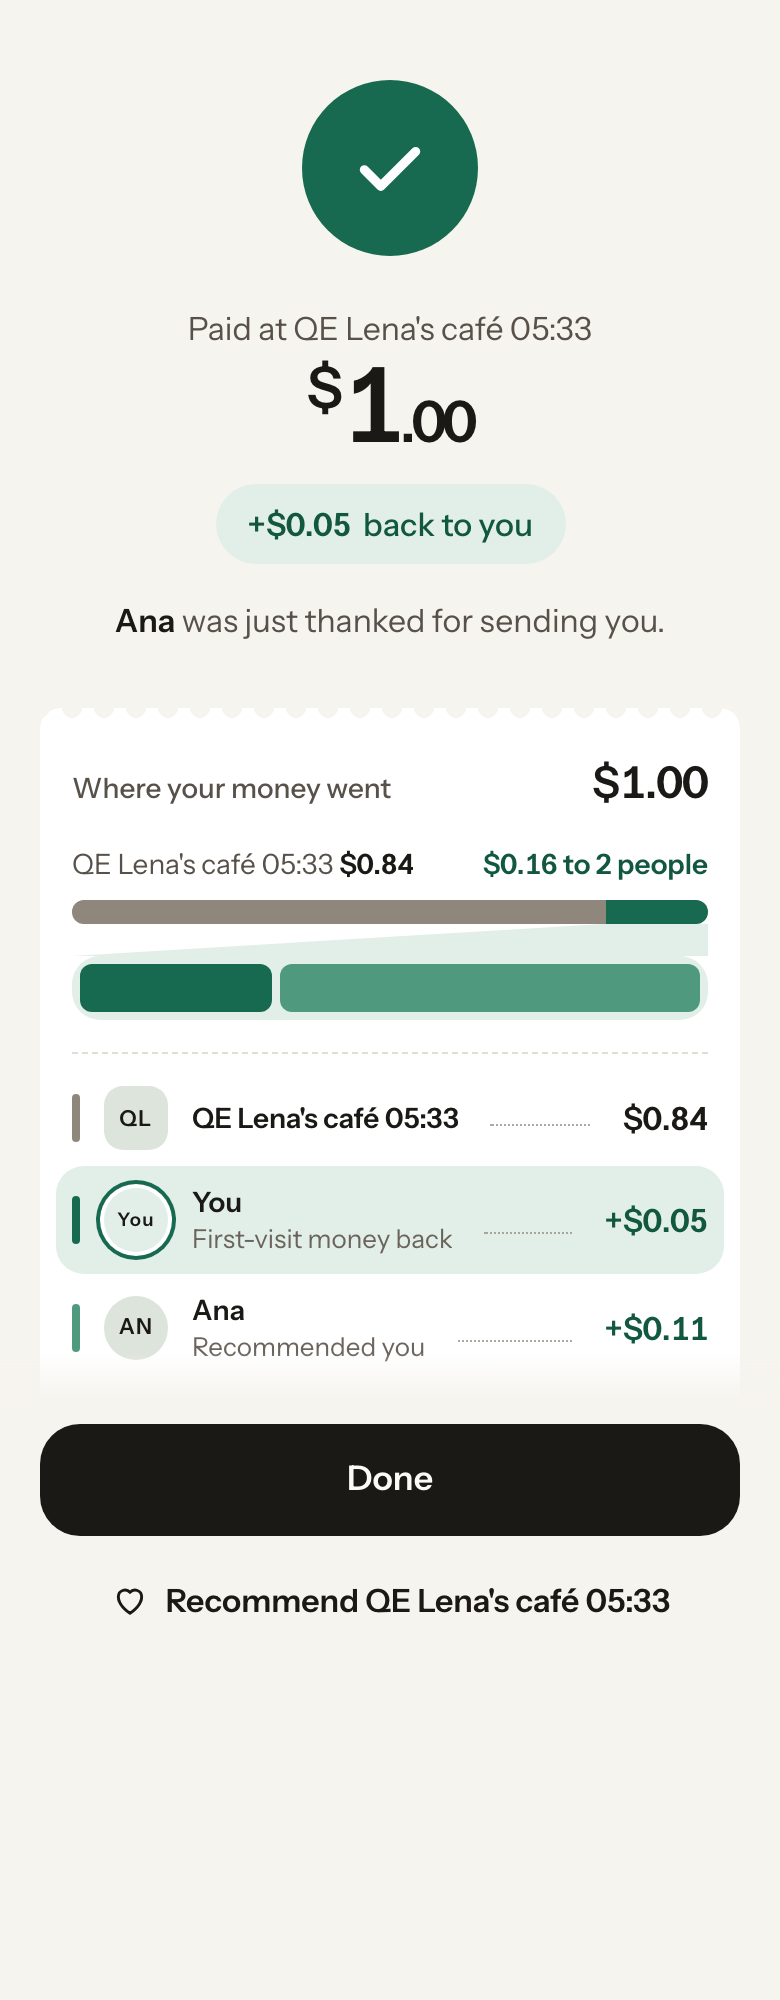 Paid at QE Lena's café 05:33
$1.00
+$0.05 back to you
Ana was just thanked for sending you.
Where your money went $1.00
QE Lena's café 05:33 $0.84 $0.16 to 2 people
QL QE Lena's café 05:33 $0.84
You You +$0.05
First-visit money back
AN Ana +$0.11
Recommended you
Done
Recommend QE Lena's café 05:33